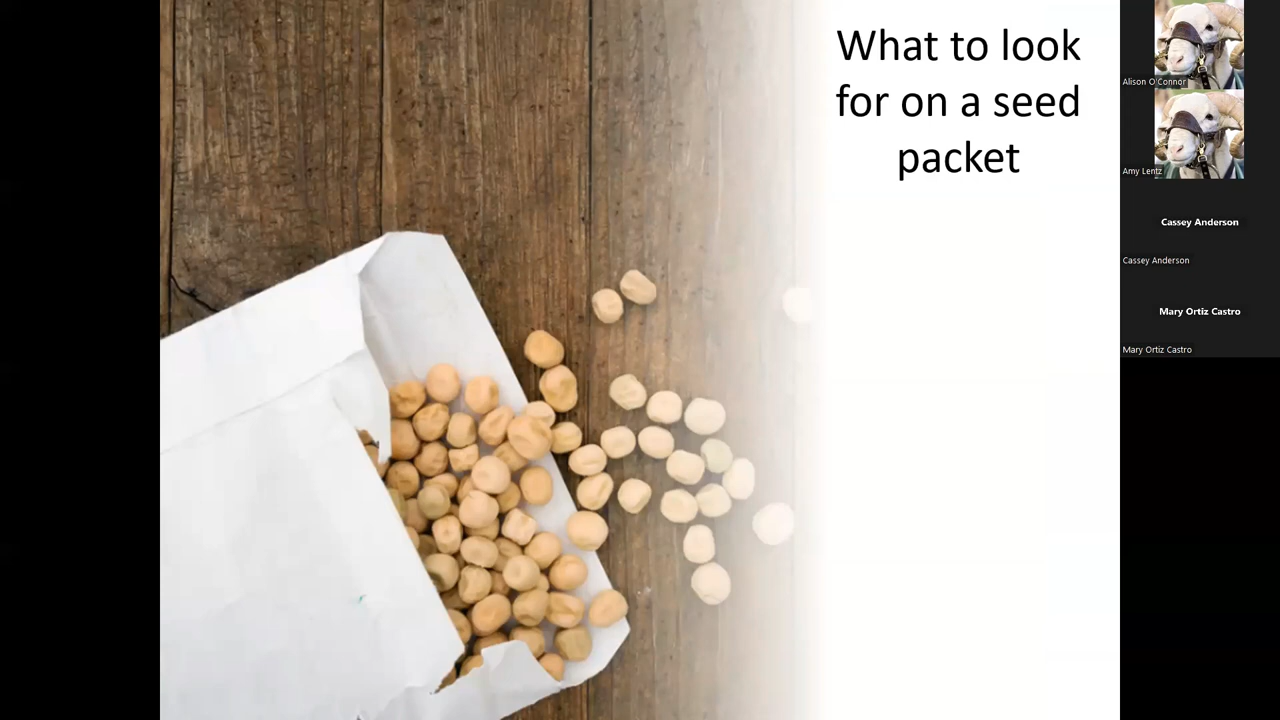 What to look
for on a seed
packet
Alison O'Connor
Amy Lentz
Cassey Anderson
Cassey Anderson
Mary Ortiz Castro
Mary Ortiz Castro